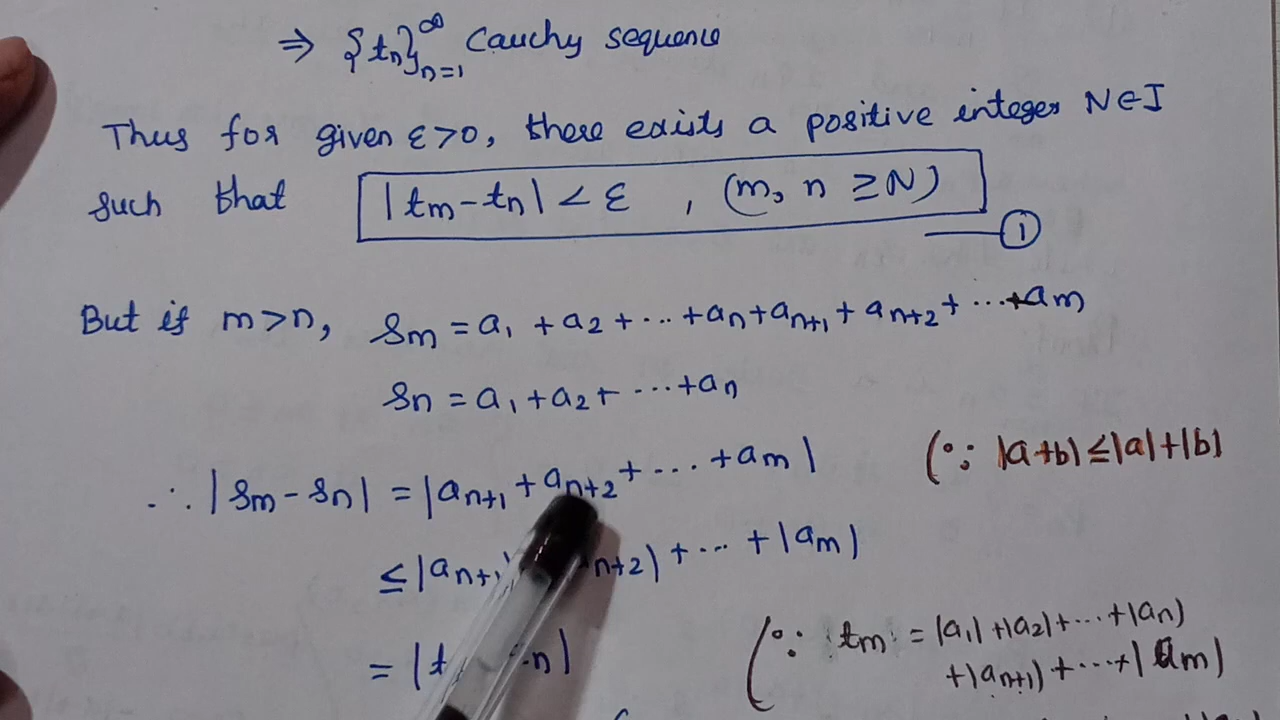 ⇒ {tn}∞n=1 Cauchy sequence
Thus for given ε>0, there exists a positive integer N∈I
such that |tm-tn| < ε , (m, n ≥ N)
①
But if m>n, Sm = a1 + a2 + ... + an + an+1 + an+2 + ... + am
Sn = a1 + a2 + ... + an
∴ |Sm - Sn| = |an+1 + an+2 + ... + am| (∵ |a+b| ≤ |a|+|b|
≤ |an+1 n+2| + ... + |am|
= |t n|
(∵ tm = |a1| + |a2| + ... + |an|
+ |an+1| + ... + |am|